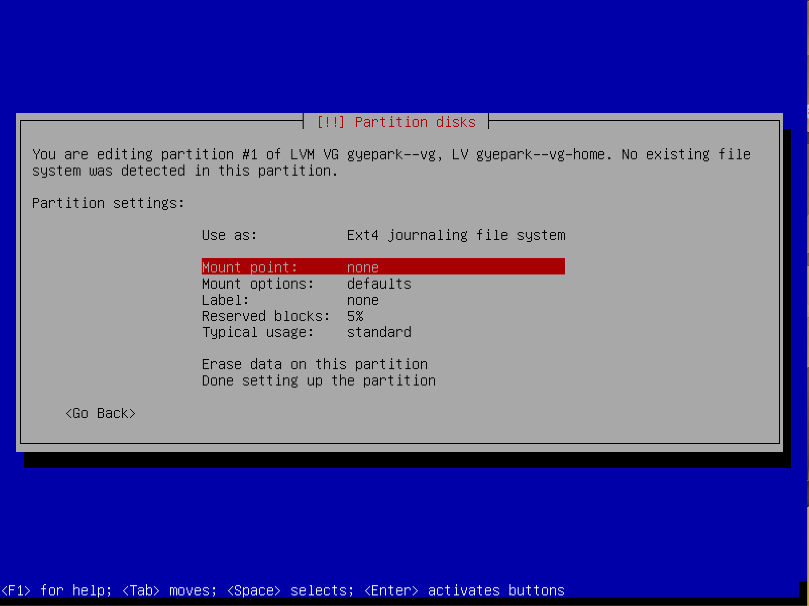 [!!] Partition disks
You are editing partition #1 of LVM VG gyepark--vg, LV gyepark--vg-home. No existing file
system was detected in this partition.
Partition settings:
Use as: Ext4 journaling file system
Mount point: none
Mount options: defaults
Label: none
Reserved blocks: 5%
Typical usage: standard
Erase data on this partition
Done setting up the partition
<Go Back>
<F1> for help; <Tab> moves; <Space> selects; <Enter> activates buttons